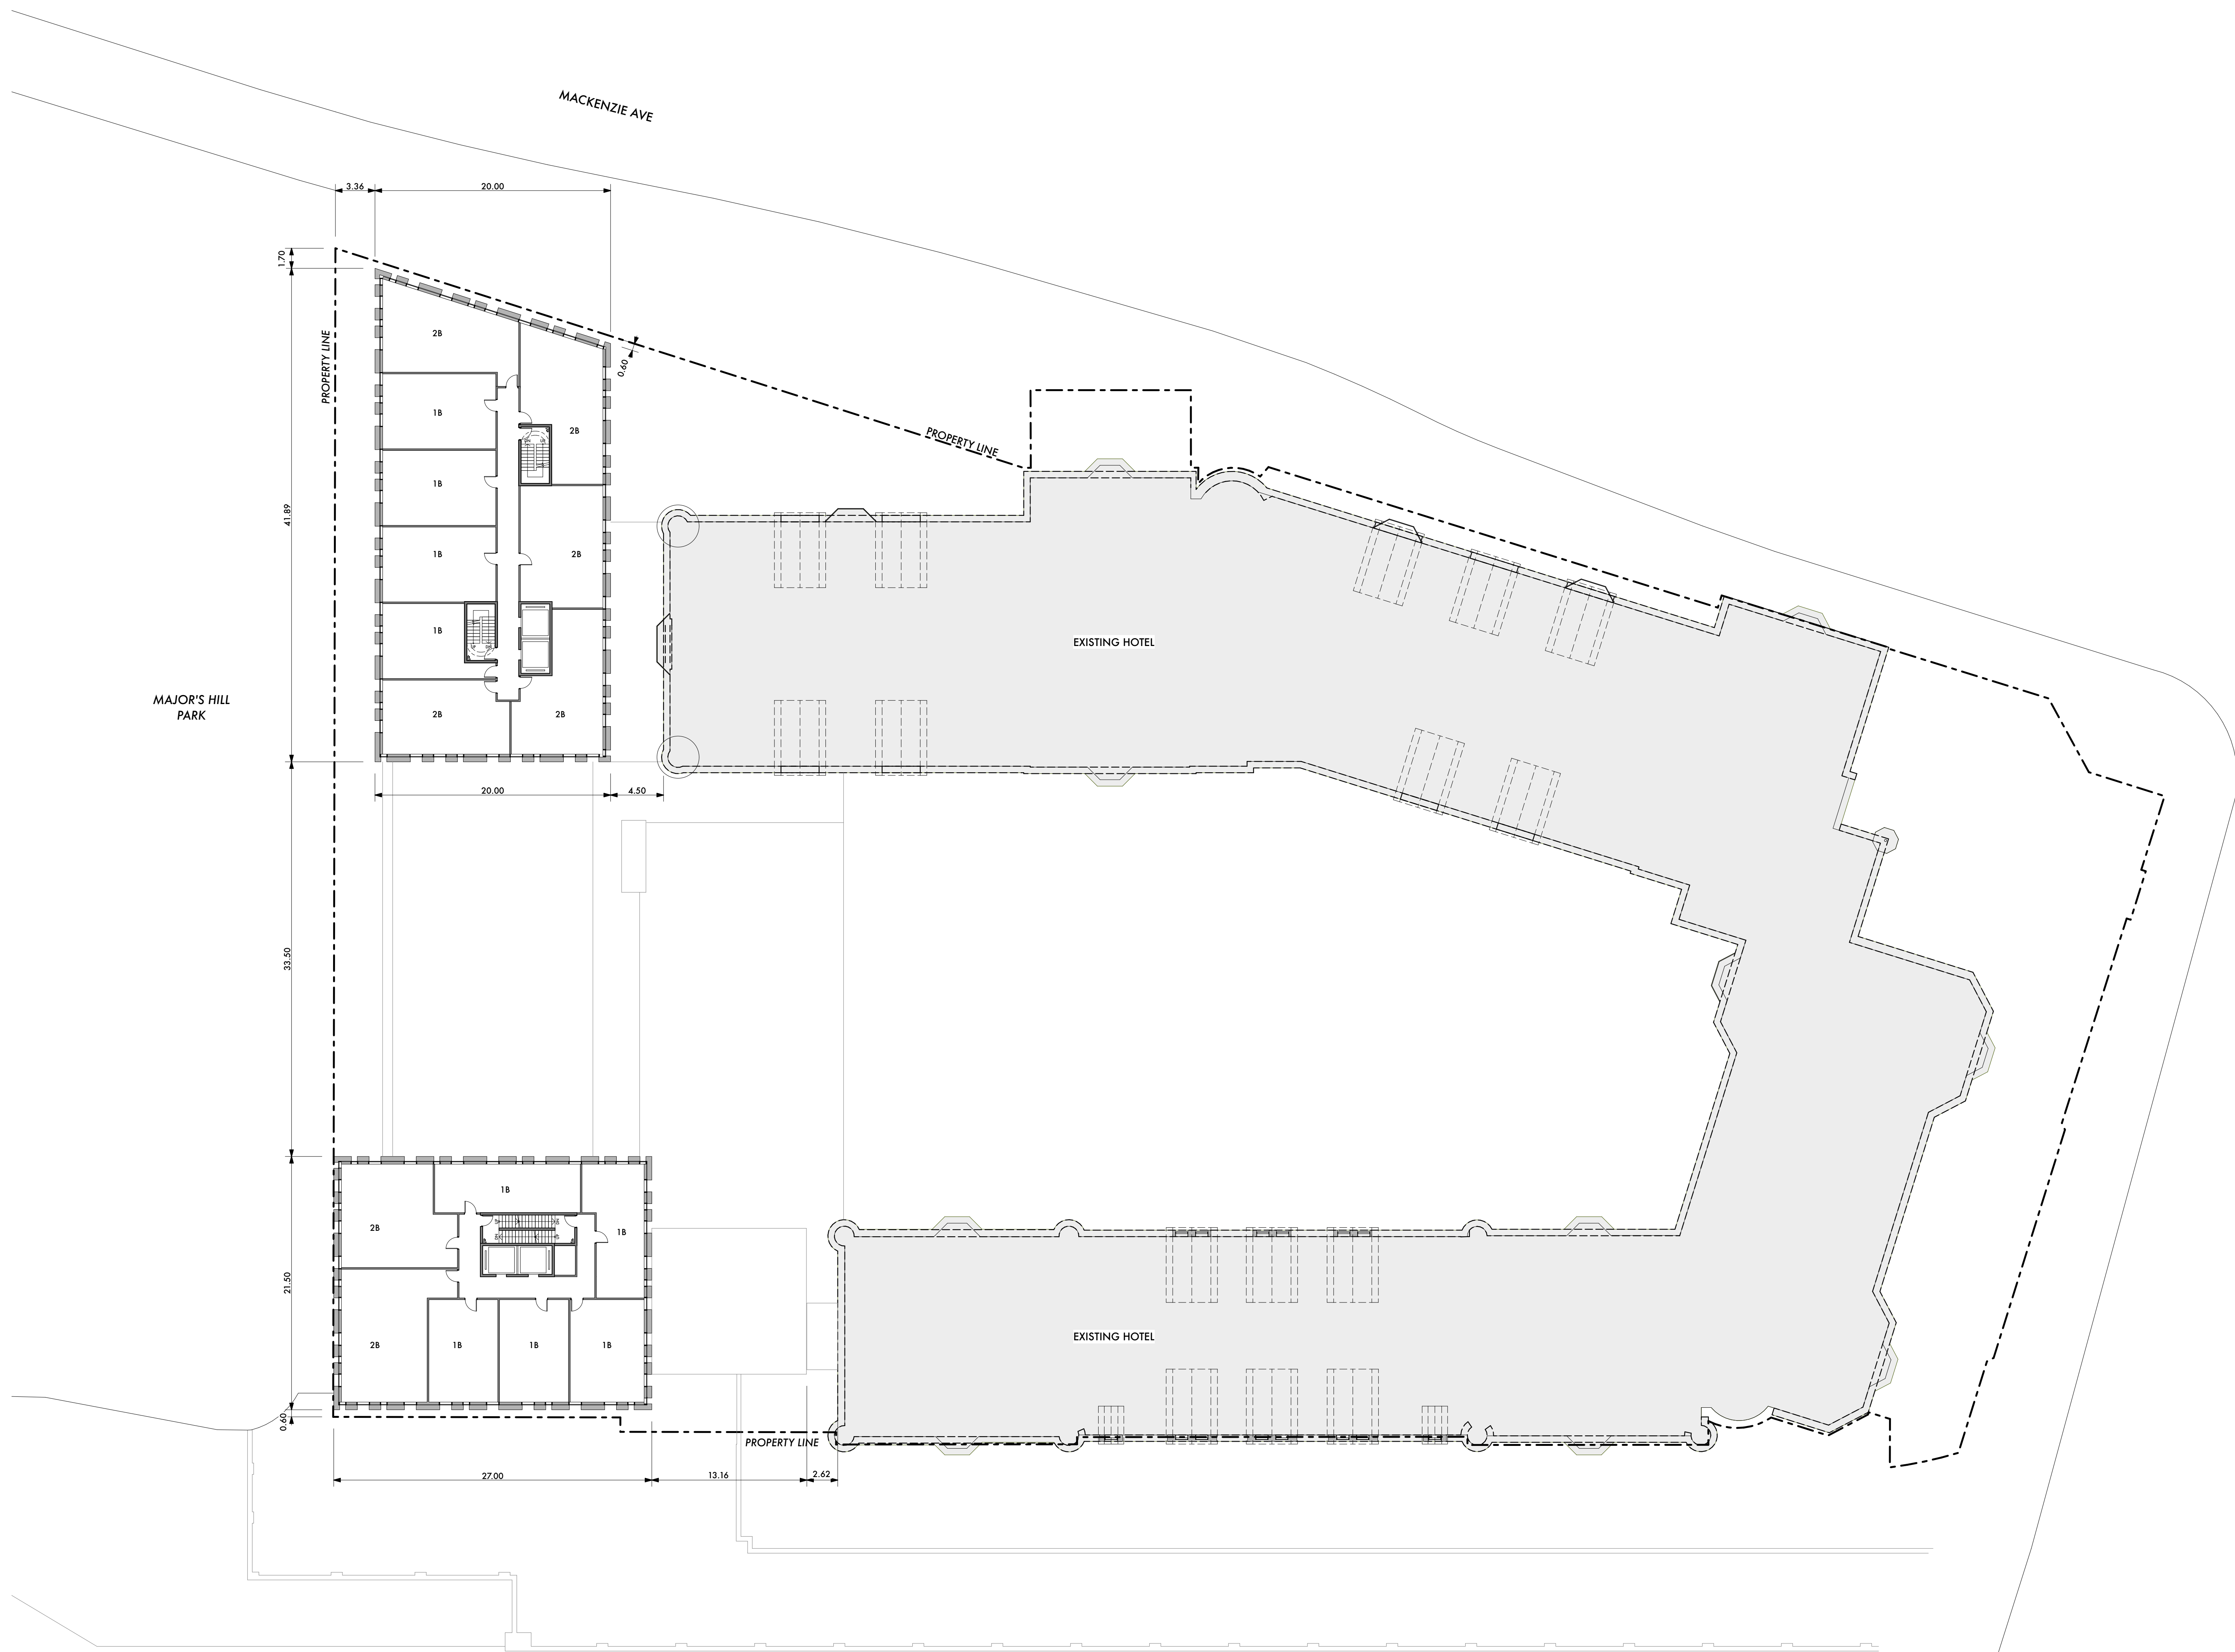 MACKENZIE AVE
3.36
20.00
1.70
PROPERTY LINE
2B
0.60
1B
2B
PROPERTY LINE
1B
41.89
1B
2B
1B
EXISTING HOTEL
MAJOR'S HILL
PARK
2B
2B
20.00
4.50
33.50
1B
2B
1B
21.50
2B
1B
1B
1B
EXISTING HOTEL
0.60
PROPERTY LINE
27.00
13.16
2.62